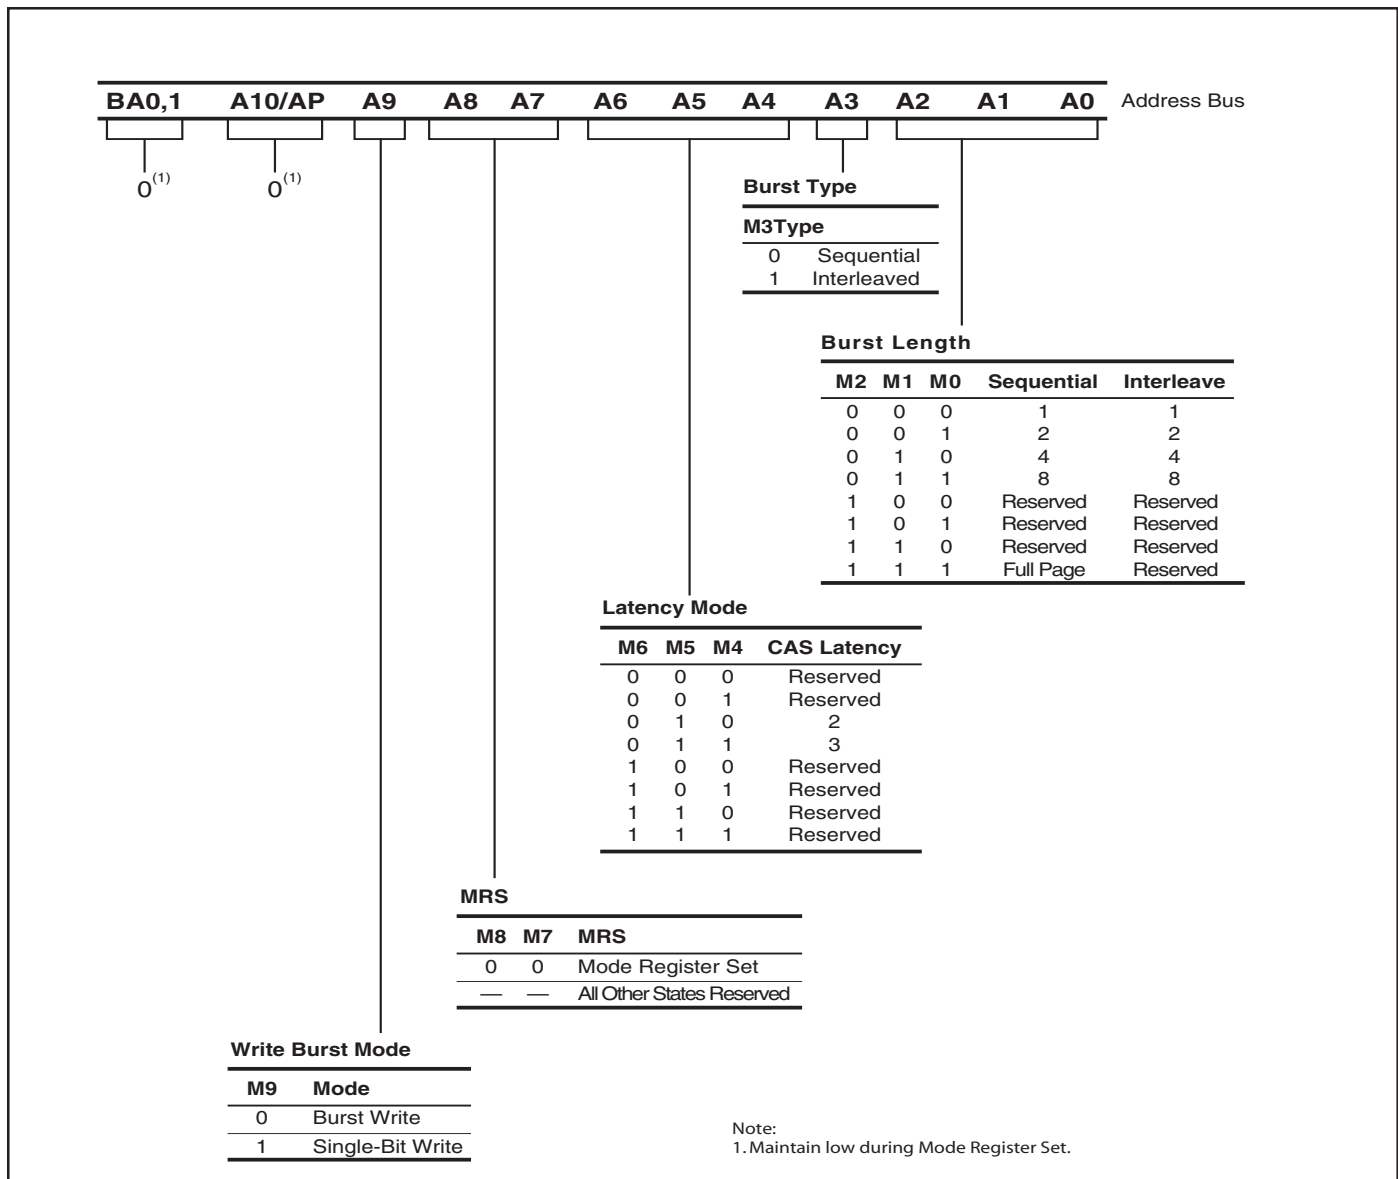 BA0,1 A10/AP A9 A8 A7 A6 A5 A4 A3 A2 A1 A0 Address Bus
0(1) 0(1)
Burst Type
M3Type
0 Sequential
1 Interleaved
Burst Length
M2 M1 M0 Sequential Interleave
0 0 0 1 1
0 0 1 2 2
0 1 0 4 4
0 1 1 8 8
1 0 0 Reserved Reserved
1 0 1 Reserved Reserved
1 1 0 Reserved Reserved
1 1 1 Full Page Reserved
Latency Mode
M6 M5 M4 CAS Latency
0 0 0 Reserved
0 0 1 Reserved
0 1 0 2
0 1 1 3
1 0 0 Reserved
1 0 1 Reserved
1 1 0 Reserved
1 1 1 Reserved
MRS
M8 M7 MRS
0 0 Mode Register Set
— — All Other States Reserved
Write Burst Mode
M9 Mode
0 Burst Write
1 Single-Bit Write
Note:
1. Maintain low during Mode Register Set.